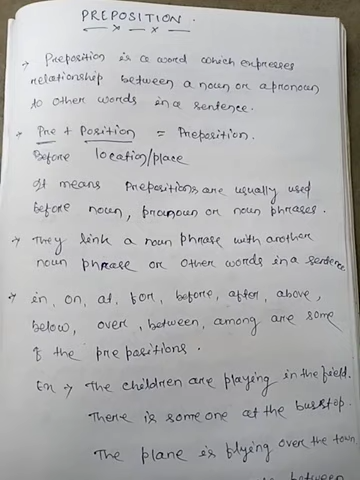 PREPOSITION.
→ Preposition is a word which expresses
relationship between a noun or a pronoun
to other words in a sentence.
→ Pre + Position = Preposition.
Before location/place
It means Prepositions are usually used
before noun, pronoun or noun phrases.
→ They link a noun phrase with another
noun phrase or other words in a sentence
→ in, on, at, for, before, after, above,
below, over, between, among are some
of the prepositions.
Ex → The children are playing in the field.
There is someone at the busstop.
The plane is flying over the town
between